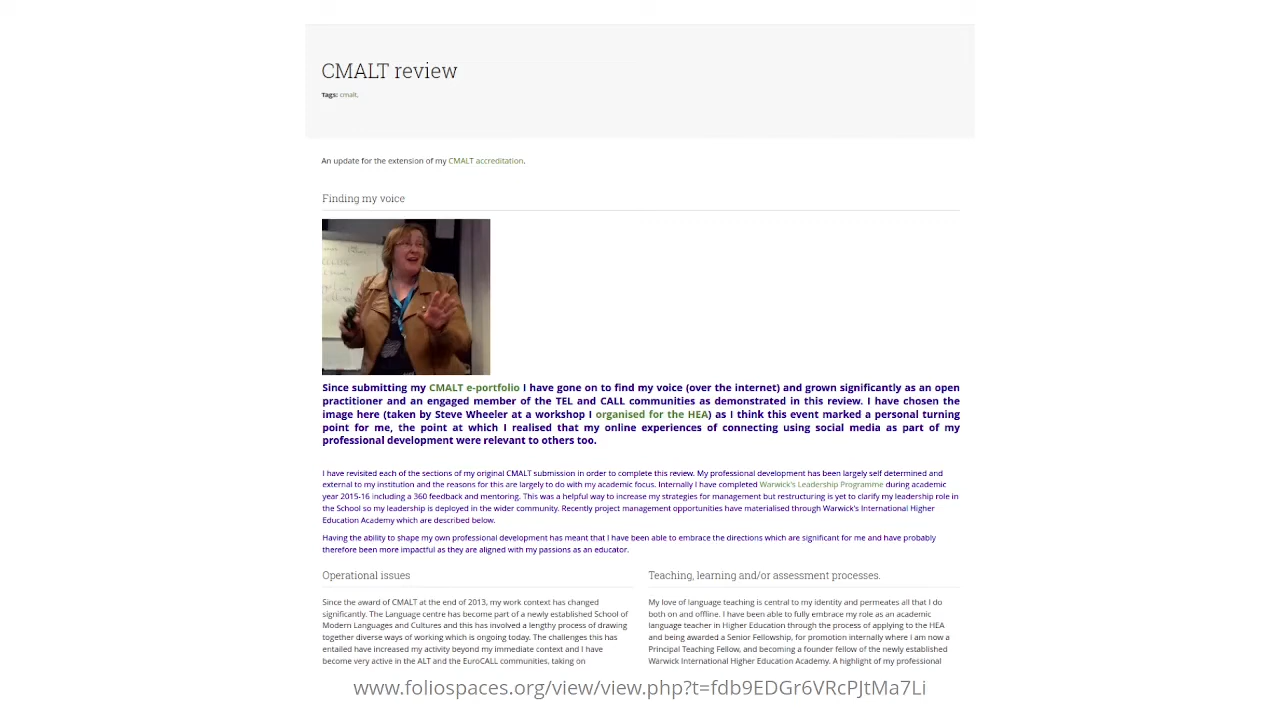 CMALT review
Tags: cmalt.
An update for the extension of my CMALT accreditation.
Finding my voice
Since submitting my CMALT e-portfolio I have gone on to find my voice (over the internet) and grown significantly as an open
practitioner and an engaged member of the TEL and CALL communities as demonstrated in this review. I have chosen the
image here (taken by Steve Wheeler at a workshop I organised for the HEA) as I think this event marked a personal turning
point for me, the point at which I realised that my online experiences of connecting using social media as part of my
professional development were relevant to others too.
I have revisited each of the sections of my original CMALT submission in order to complete this review. My professional development has been largely self determined and
external to my institution and the reasons for this are largely to do with my academic focus. Internally I have completed Warwick's Leadership Programme during academic
year 2015-16 including a 360 feedback and mentoring. This was a helpful way to increase my strategies for management but restructuring is yet to clarify my leadership role in
the School so my leadership is deployed in the wider community. Recently project management opportunities have materialised through Warwick's International Higher
Education Academy which are described below.
Having the ability to shape my own professional development has meant that I have been able to embrace the directions which are significant for me and have probably
therefore been more impactful as they are aligned with my passions as an educator.
Operational issues
Since the award of CMALT at the end of 2013, my work context has changed
significantly. The Language centre has become part of a newly established School of
Modern Languages and Cultures and this has involved a lengthy process of drawing
together diverse ways of working which is ongoing today. The challenges this has
entailed have increased my activity beyond my immediate context and I have
become very active in the ALT and the EuroCALL communities, taking on
Teaching, learning and/or assessment processes.
My love of language teaching is central to my identity and permeates all that I do
both on and offline. I have been able to fully embrace my role as an academic
language teacher in Higher Education through the process of applying to the HEA
and being awarded a Senior Fellowship, for promotion internally where I am now a
Principal Teaching Fellow, and becoming a founder fellow of the newly established
Warwick International Higher Education Academy. A highlight of my professional
www.foliospaces.org/view/view.php?t=fdb9EDGr6VRcPJtMa7Li